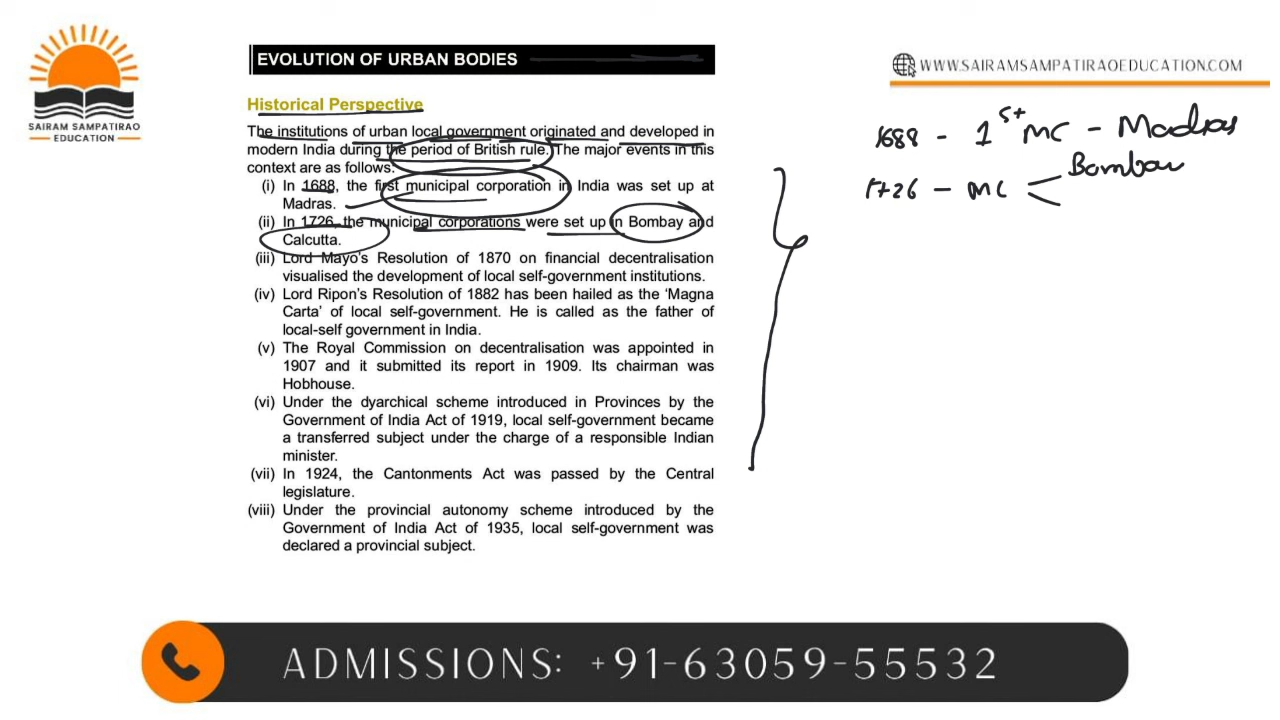 SAIRAM SAMPATIRAO
EDUCATION
EVOLUTION OF URBAN BODIES
WWW.SAIRAMSAMPATIRAOEDUCATION.COM
Historical Perspective
The institutions of urban local government originated and developed in
modern India during the period of British rule. The major events in this
context are as follows:
(i) In 1688, the first municipal corporation in India was set up at
Madras.
(ii) In 1726, the municipal corporations were set up in Bombay and
Calcutta.
(iii) Lord Mayo's Resolution of 1870 on financial decentralisation
visualised the development of local self-government institutions.
(iv) Lord Ripon's Resolution of 1882 has been hailed as the 'Magna
Carta' of local self-government. He is called as the father of
local-self government in India.
(v) The Royal Commission on decentralisation was appointed in
1907 and it submitted its report in 1909. Its chairman was
Hobhouse.
(vi) Under the dyarchical scheme introduced in Provinces by the
Government of India Act of 1919, local self-government became
a transferred subject under the charge of a responsible Indian
minister.
(vii) In 1924, the Cantonments Act was passed by the Central
legislature.
(viii) Under the provincial autonomy scheme introduced by the
Government of India Act of 1935, local self-government was
declared a provincial subject.
1688 - 1st MC - Madras
Bombay
1726 - MC
ADMISSIONS: +91-63059-55532